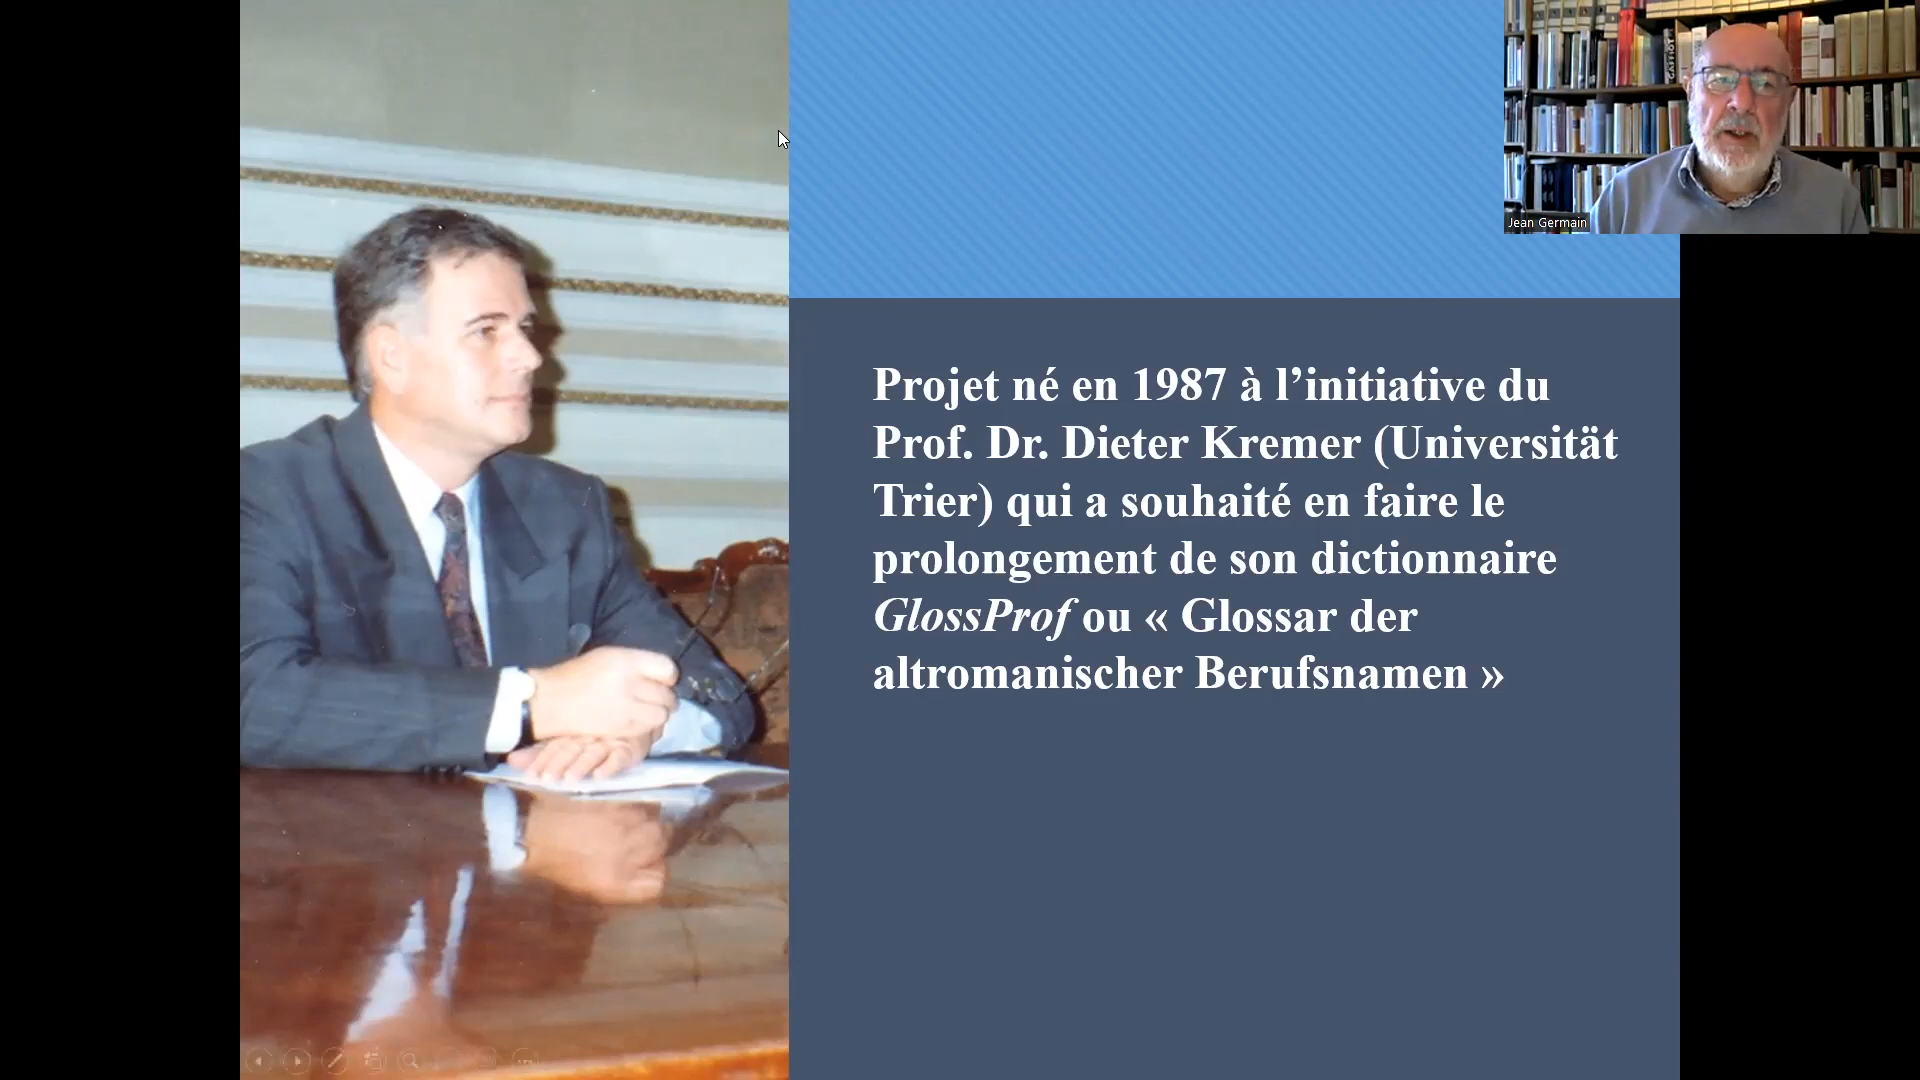 Jean Germain
Projet né en 1987 à l’initiative du
Prof. Dr. Dieter Kremer (Universität
Trier) qui a souhaité en faire le
prolongement de son dictionnaire
GlossProf ou « Glossar der
altromanischer Berufsnamen »